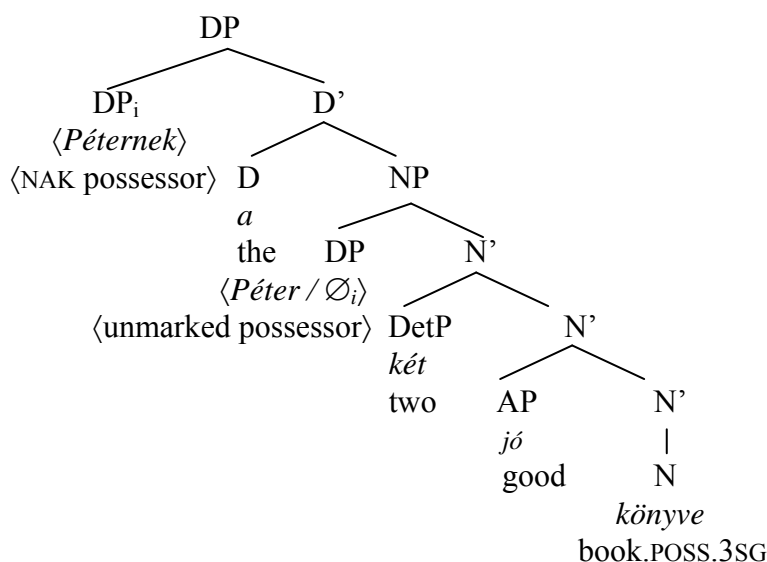 DP
DPi D’
⟨Péternek⟩
⟨NAK possessor⟩ D NP
a
the DP N’
⟨Péter / ∅i⟩
⟨unmarked possessor⟩ DetP N’
két
two AP N’
jó
good N
könyve
book.POSS.3SG